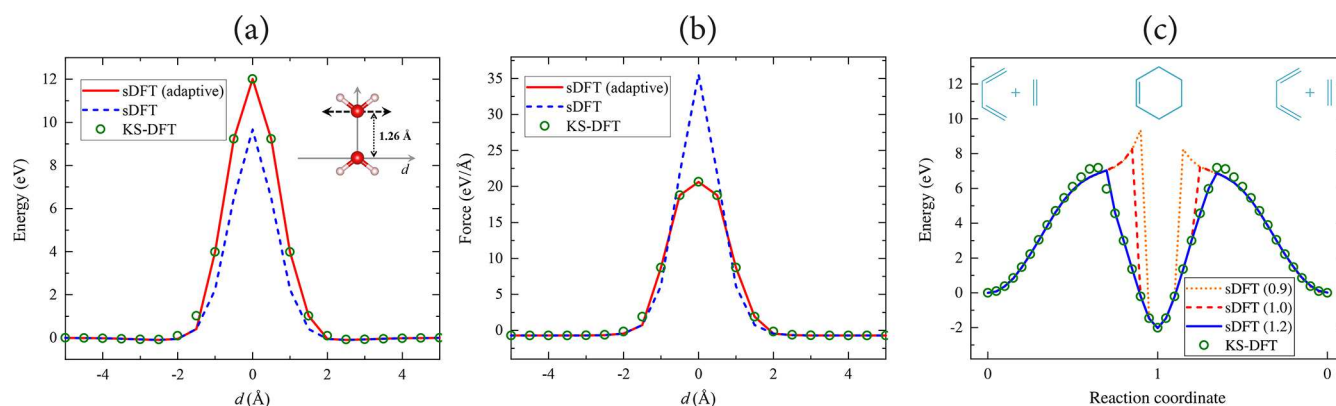 (a)
12
10
8
6
4
2
0
Energy (eV)
sDFT (adaptive)
sDFT
KS-DFT
1.26 Å
d
-4
-2
0
2
4
d (Å)
(b)
35
30
25
20
15
10
5
0
Force (eV/Å)
sDFT (adaptive)
sDFT
KS-DFT
-4
-2
0
2
4
d (Å)
(c)
12
10
8
6
4
2
0
-2
Energy (eV)
+
+
sDFT (0.9)
sDFT (1.0)
sDFT (1.2)
KS-DFT
0
1
0
Reaction coordinate